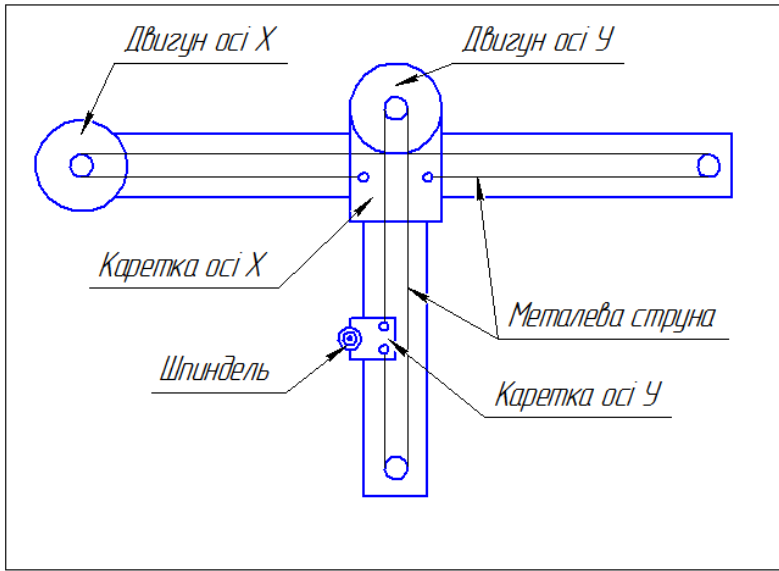 Двигун осі X
Двигун осі У
Каретка осі X
Металева струна
Шпиндель
Каретка осі У